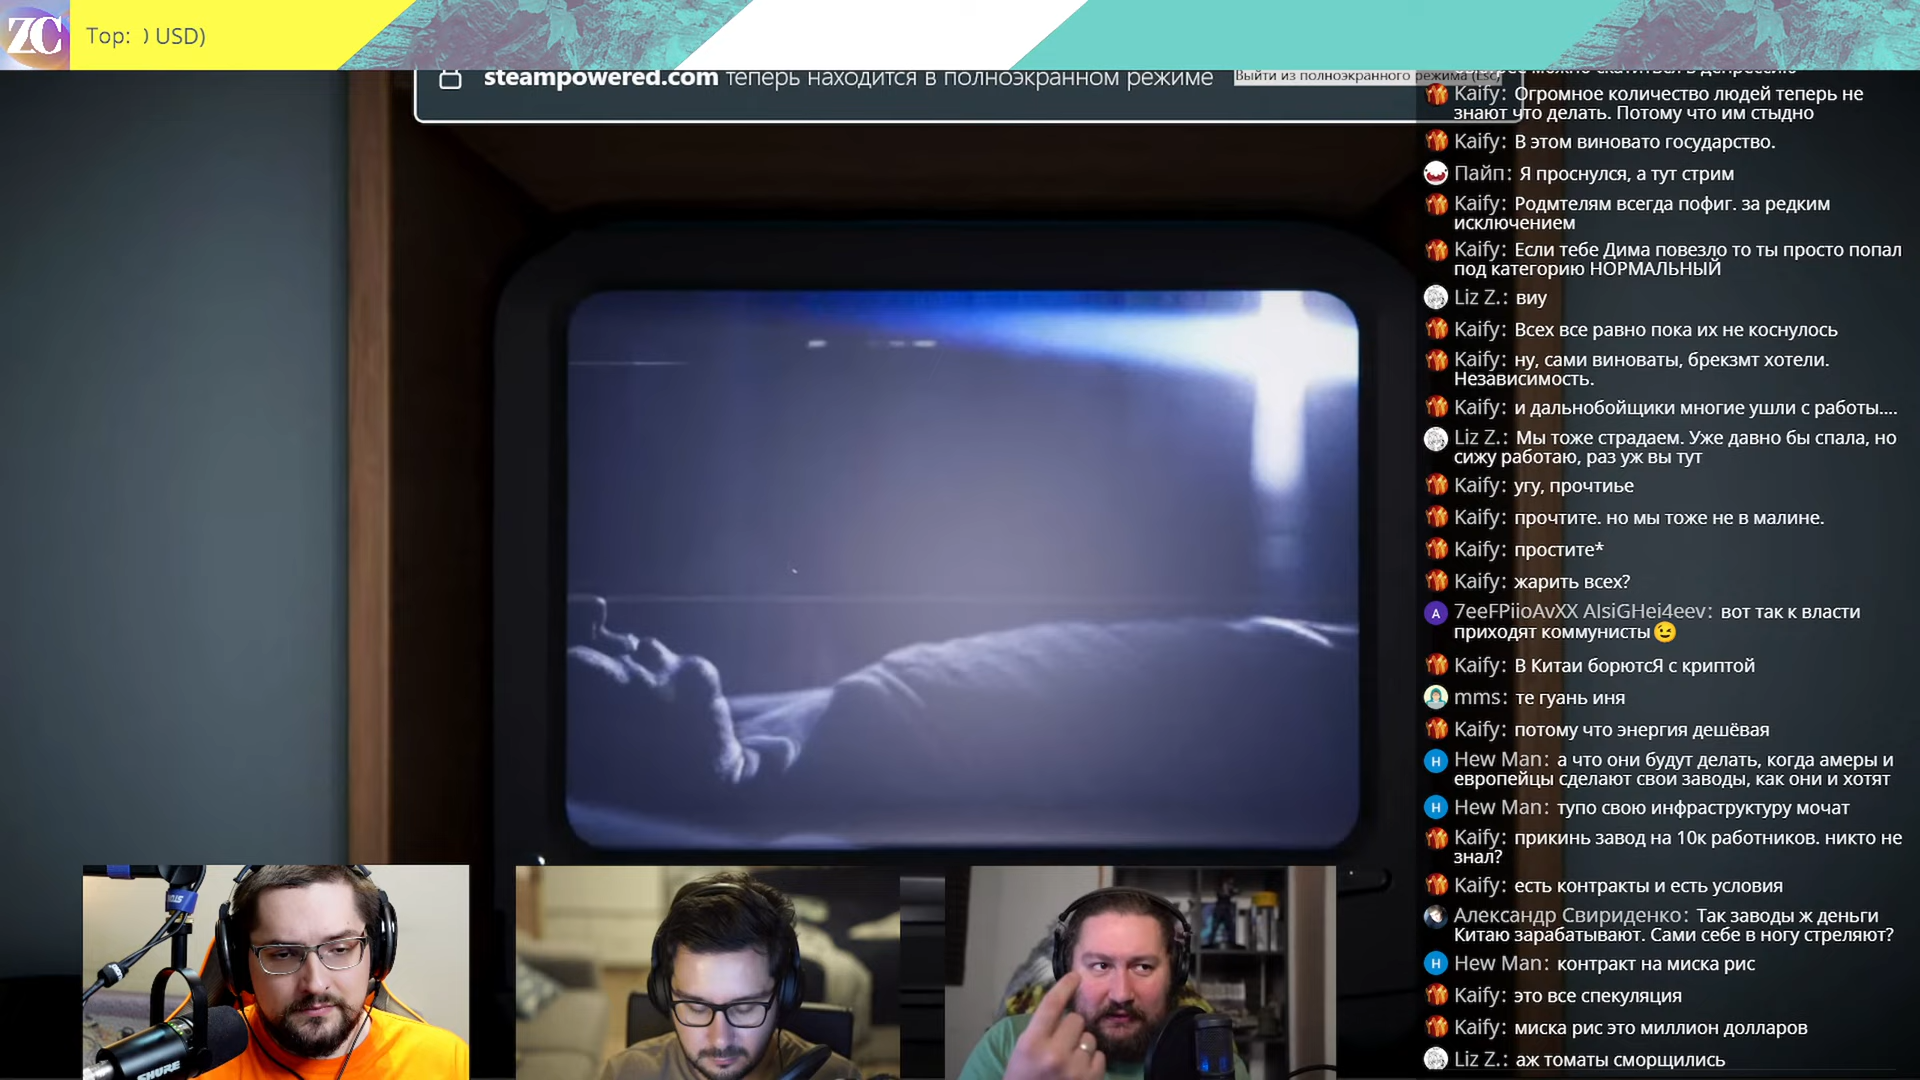 ZC
Top: ) USD)
steampowered.com теперь находится в полноэкранном режиме
Выйти из полноэкранного режима (Esc)
Kaify: Огромное количество людей теперь не
знают что делать. Потому что им стыдно
Kaify: В этом виновато государство.
Пайп: Я проснулся, а тут стрим
Kaify: Родмтелям всегда пофиг. за редким
исключением
Kaify: Если тебе Дима повезло то ты просто попал
под категорию НОРМАЛЬНЫЙ
Liz Z.: виу
Kaify: Всех все равно пока их не коснулось
Kaify: ну, сами виноваты, брекзмт хотели.
Независимость.
Kaify: и дальнобойщики многие ушли с работы....
Liz Z.: Мы тоже страдаем. Уже давно бы спала, но
сижу работаю, раз уж вы тут
Kaify: угу, прочтиье
Kaify: прочтите. но мы тоже не в малине.
Kaify: простите*
Kaify: жарить всех?
A 7eeFPiioAvXX AIsiGHei4eev: вот так к власти
приходят коммунисты😉
Kaify: В Китаи борютсЯ с криптой
mms: те гуань иня
Kaify: потому что энергия дешёвая
H Hew Man: а что они будут делать, когда амеры и
европейцы сделают свои заводы, как они и хотят
H Hew Man: тупо свою инфраструктуру мочат
Kaify: прикинь завод на 10к работников. никто не
знал?
Kaify: есть контракты и есть условия
Александр Свириденко: Так заводы ж деньги
Китаю зарабатывают. Сами себе в ногу стреляют?
H Hew Man: контракт на миска рис
Kaify: это все спекуляция
Kaify: миска рис это миллион долларов
Liz Z.: аж томаты сморщились
SHURE